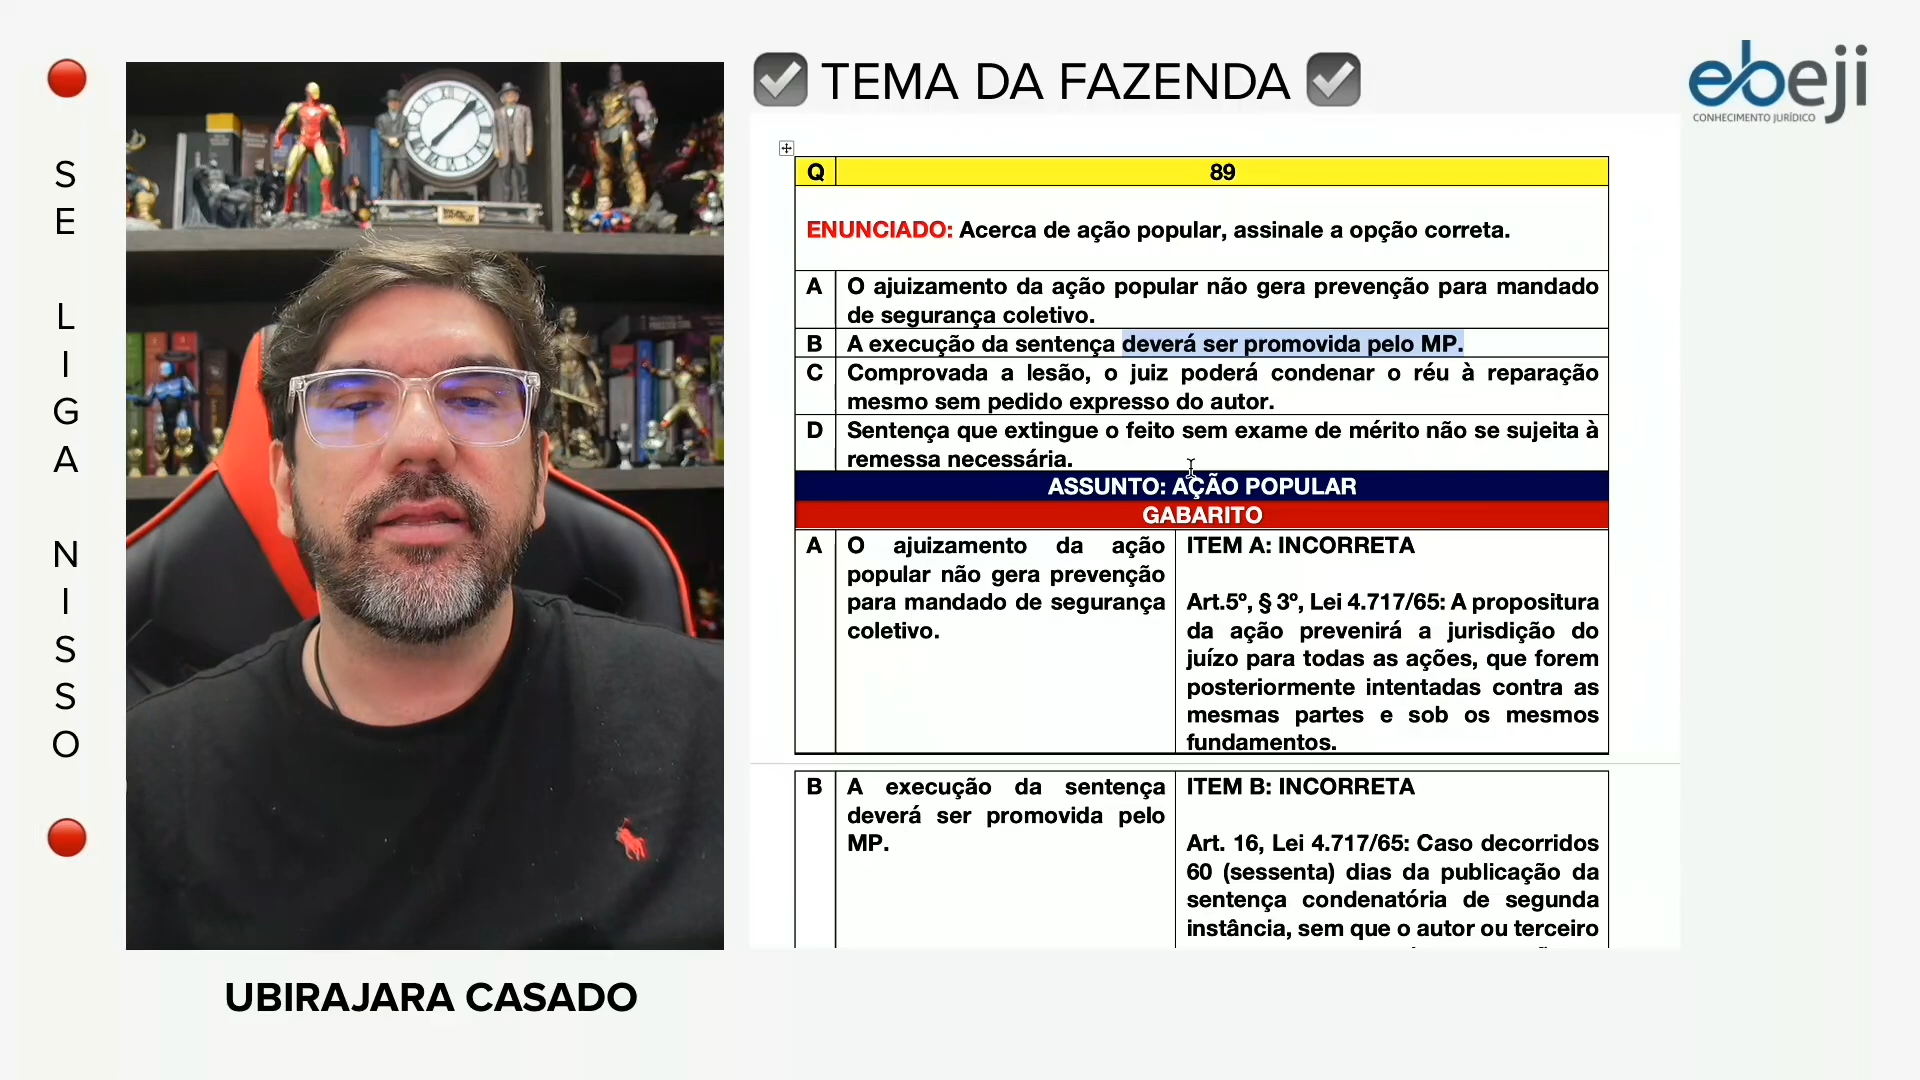 ☑ TEMA DA FAZENDA ☑
ebeji
CONHECIMENTO JURÍDICO
SE LIGA NISSO
Q 89
ENUNCIADO: Acerca de ação popular, assinale a opção correta.
A O ajuizamento da ação popular não gera prevenção para mandado
de segurança coletivo.
B A execução da sentença deverá ser promovida pelo MP.
C Comprovada a lesão, o juiz poderá condenar o réu à reparação
mesmo sem pedido expresso do autor.
D Sentença que extingue o feito sem exame de mérito não se sujeita à
remessa necessária.
ASSUNTO: AÇÃO POPULAR
GABARITO
A O ajuizamento da ação
popular não gera prevenção
para mandado de segurança
coletivo.
ITEM A: INCORRETA
Art.5º, § 3º, Lei 4.717/65: A propositura
da ação prevenirá a jurisdição do
juízo para todas as ações, que forem
posteriormente intentadas contra as
mesmas partes e sob os mesmos
fundamentos.
B A execução da sentença
deverá ser promovida pelo
MP.
ITEM B: INCORRETA
Art. 16, Lei 4.717/65: Caso decorridos
60 (sessenta) dias da publicação da
sentença condenatória de segunda
instância, sem que o autor ou terceiro
UBIRAJARA CASADO